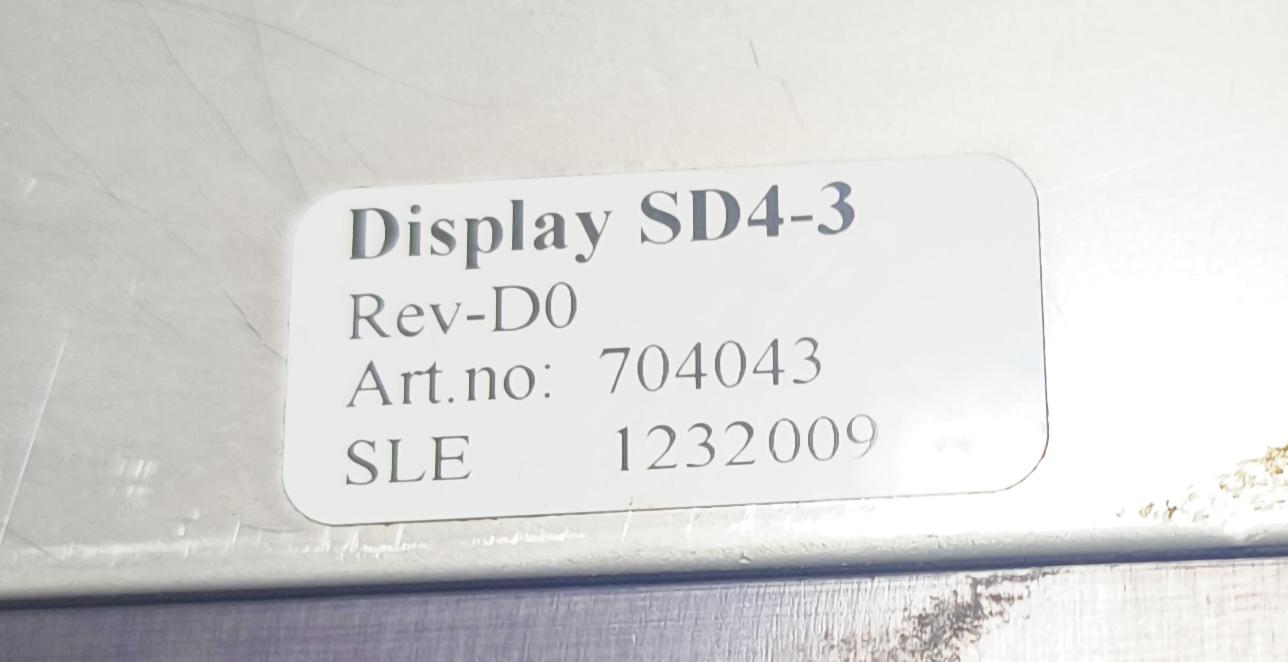 Display SD4-3
Rev-D0
Art.no: 704043
SLE 1232009